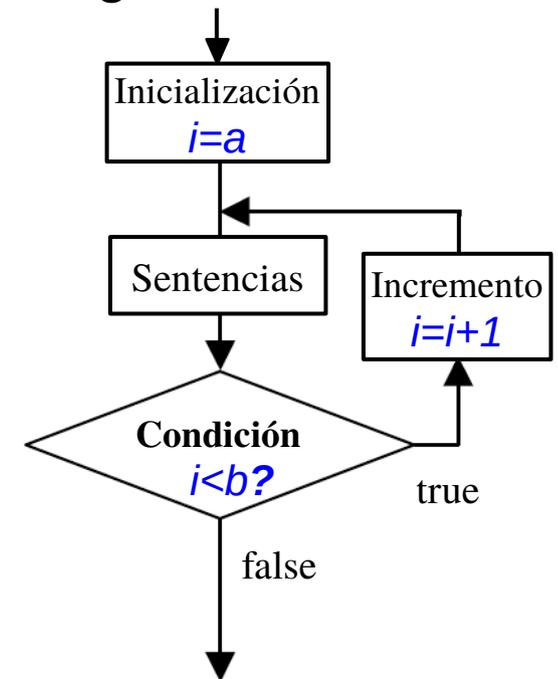 Inicialización
i=a
Sentencias
Incremento
i=i+1
Condición
i<b?
true
false